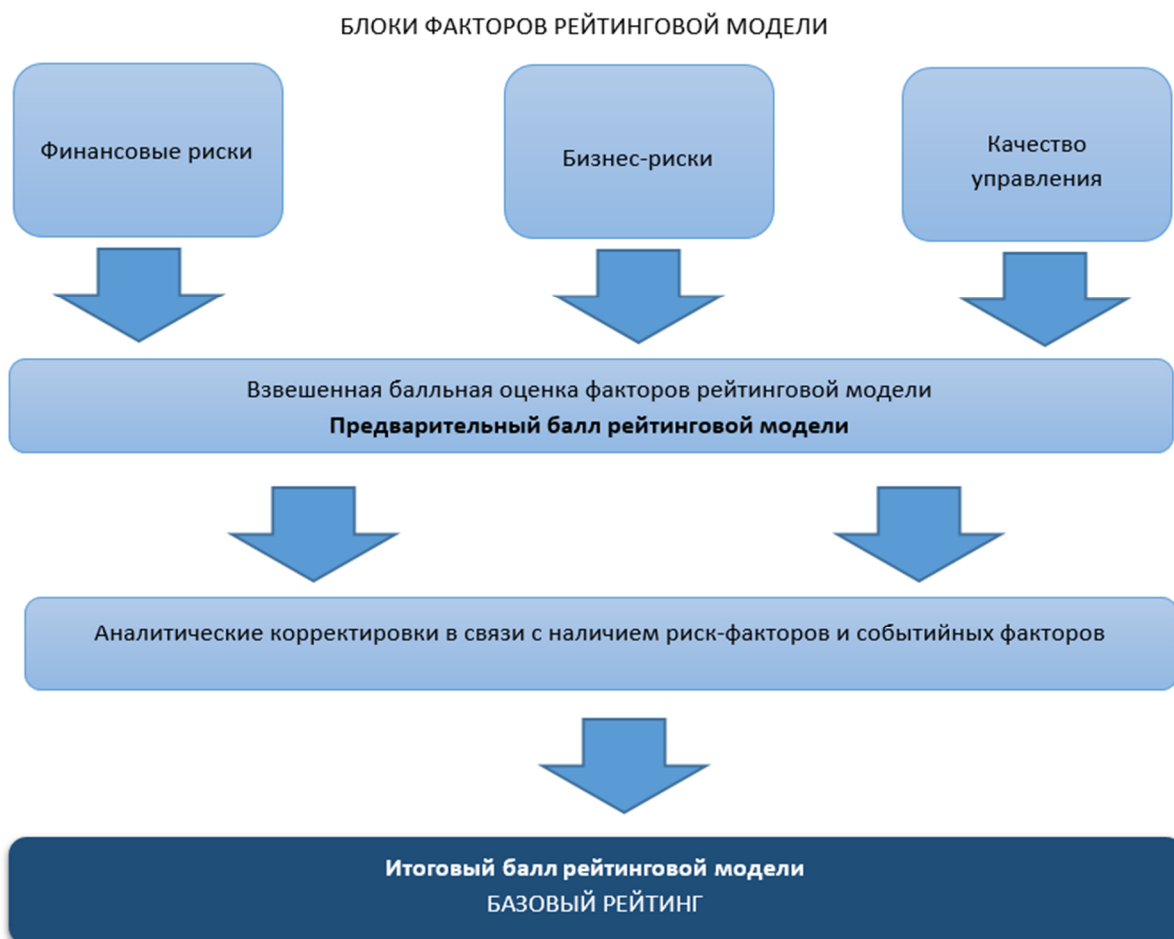 БЛОКИ ФАКТОРОВ РЕЙТИНГОВОЙ МОДЕЛИ
Финансовые риски
Бизнес-риски
Качество
управления
Взвешенная балльная оценка факторов рейтинговой модели
Предварительный балл рейтинговой модели
Аналитические корректировки в связи с наличием риск-факторов и событийных факторов
Итоговый балл рейтинговой модели
БАЗОВЫЙ РЕЙТИНГ